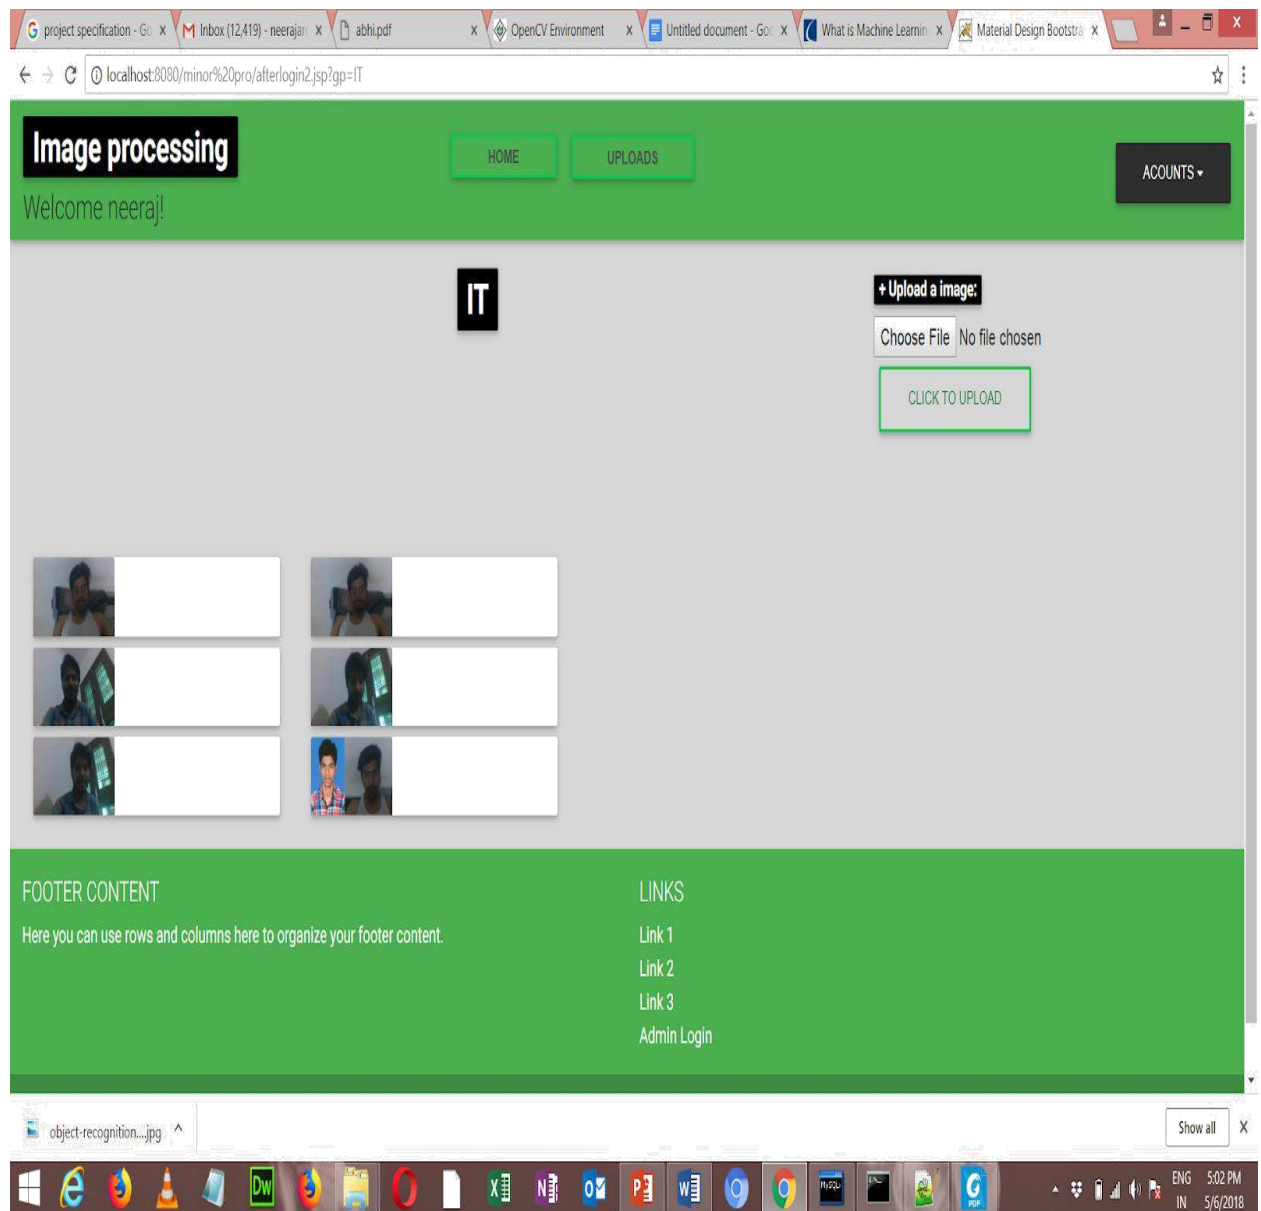 project specification - Go
Inbox (12,419) - neerajar
abhi.pdf
OpenCV Environment
Untitled document - Goo
What is Machine Learnin
Material Design Bootstra
localhost:8080/minor%20pro/afterlogin2.jsp?gp=IT
Image processing
HOME
UPLOADS
ACOUNTS
Welcome neeraj!
IT
+ Upload a image:
Choose File No file chosen
CLICK TO UPLOAD
FOOTER CONTENT
LINKS
Here you can use rows and columns here to organize your footer content.
Link 1
Link 2
Link 3
Admin Login
object-recognition....jpg
Show all
Dw
MySQL
PDF
ENG
5:02 PM
IN
5/6/2018